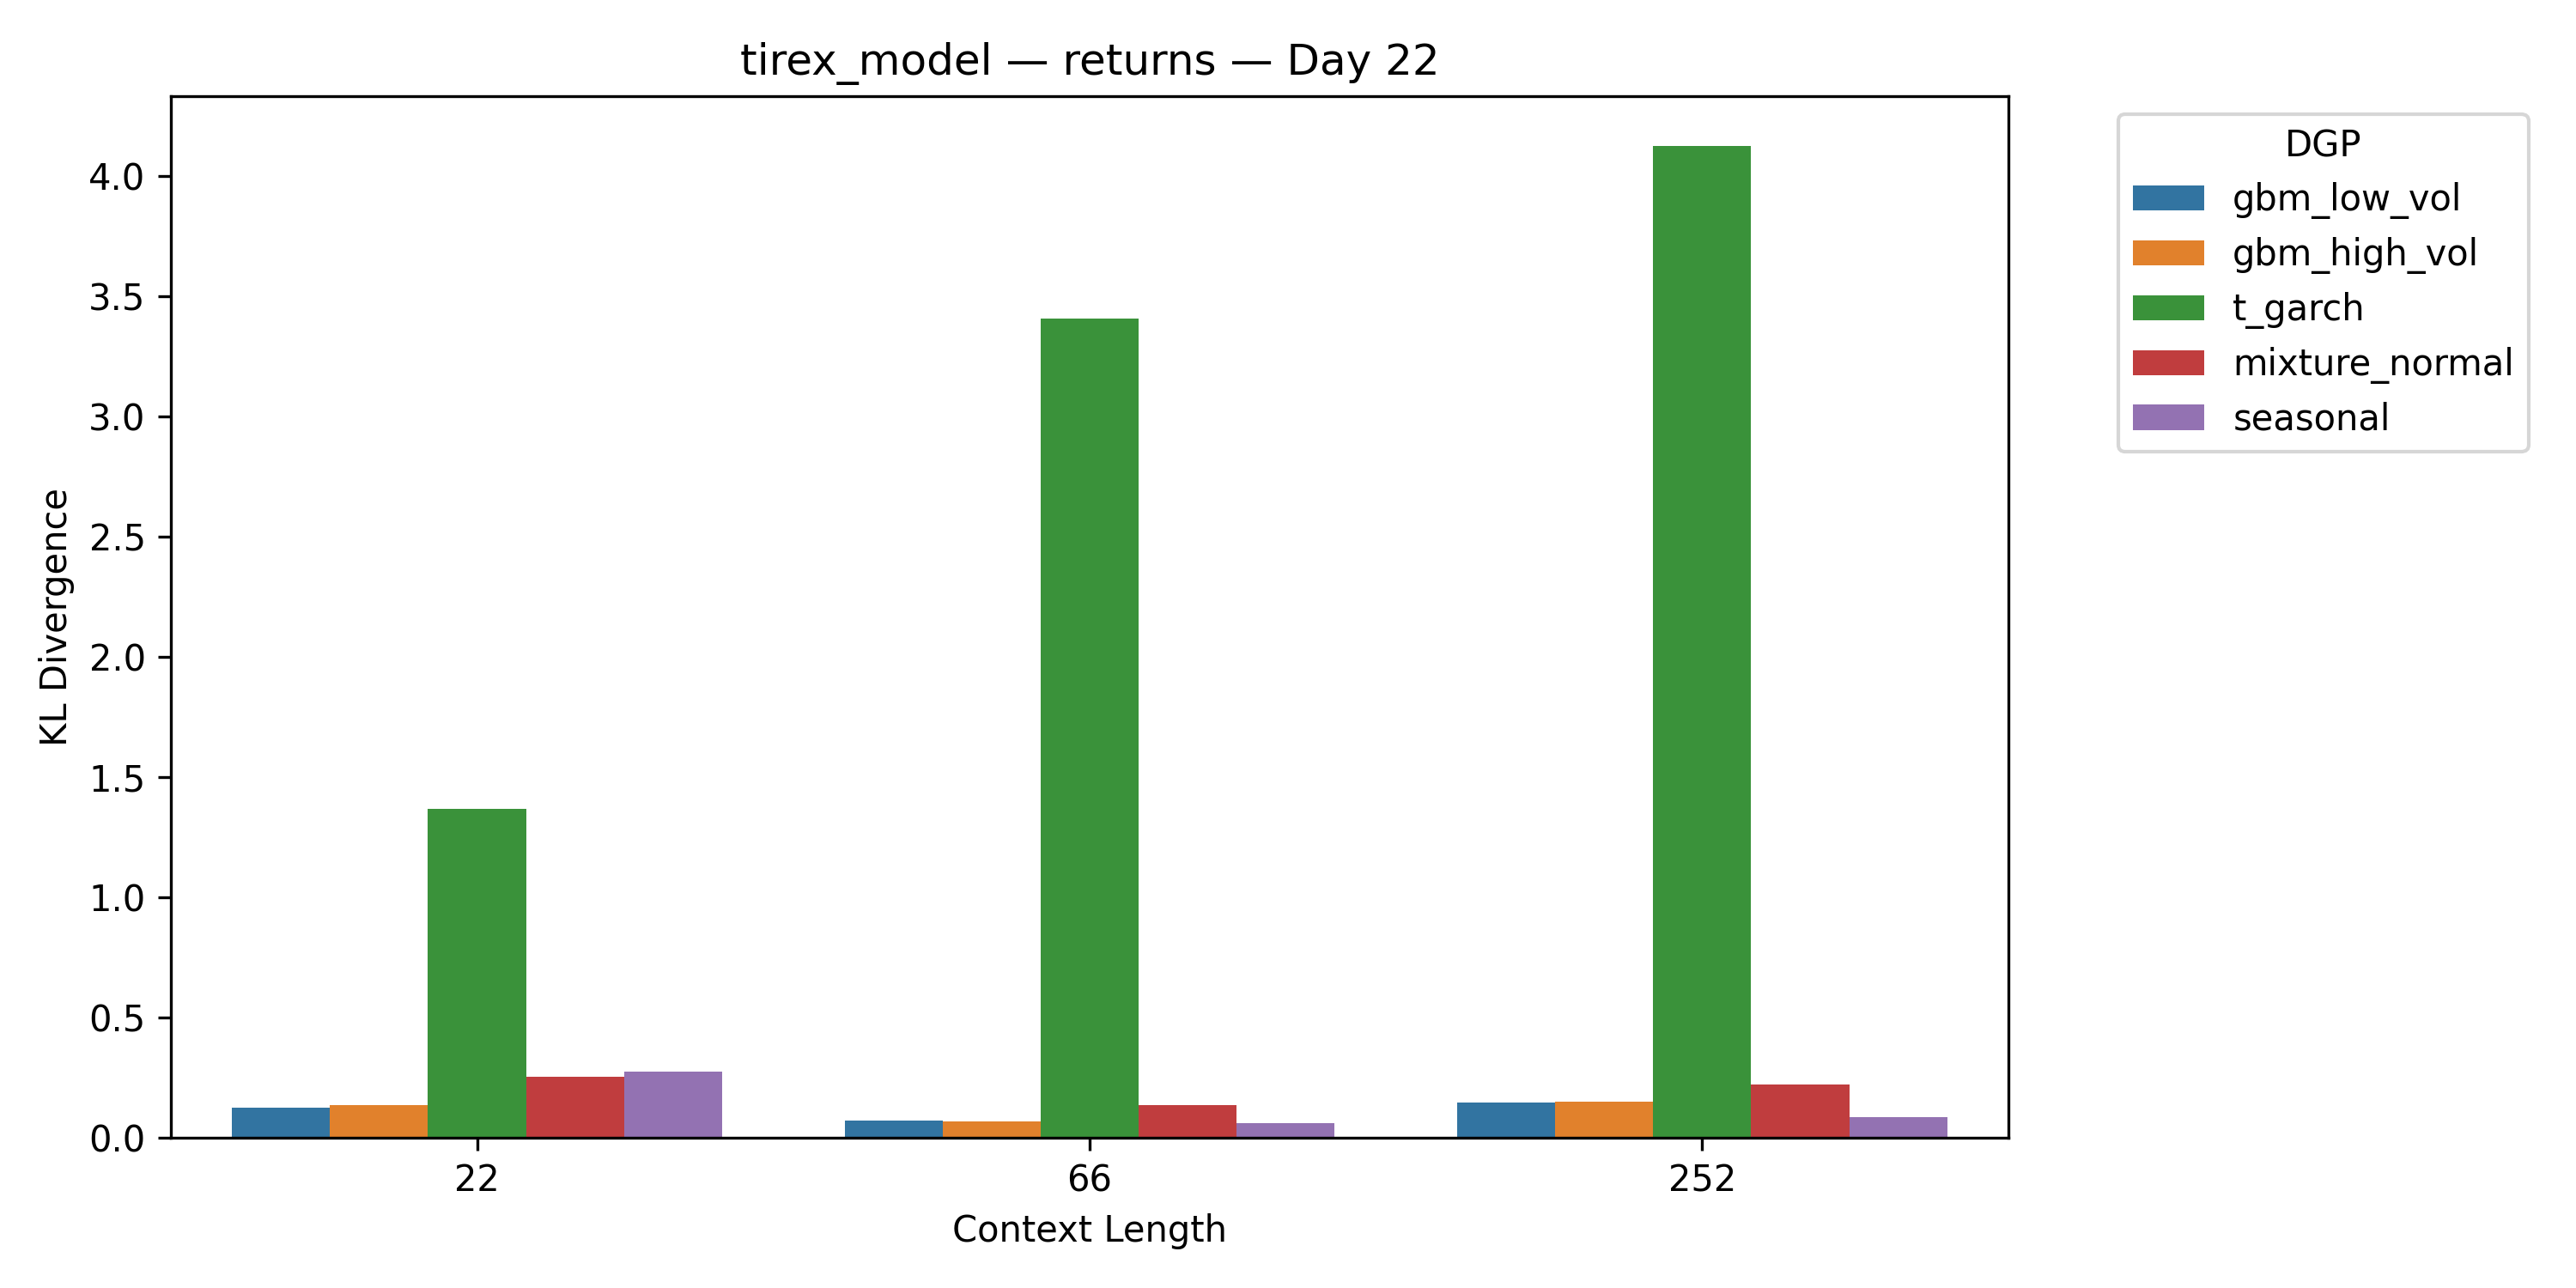 tirex_model — returns — Day 22
KL Divergence
4.0
3.5
3.0
2.5
2.0
1.5
1.0
0.5
0.0
22
66
252
Context Length
DGP
gbm_low_vol
gbm_high_vol
t_garch
mixture_normal
seasonal